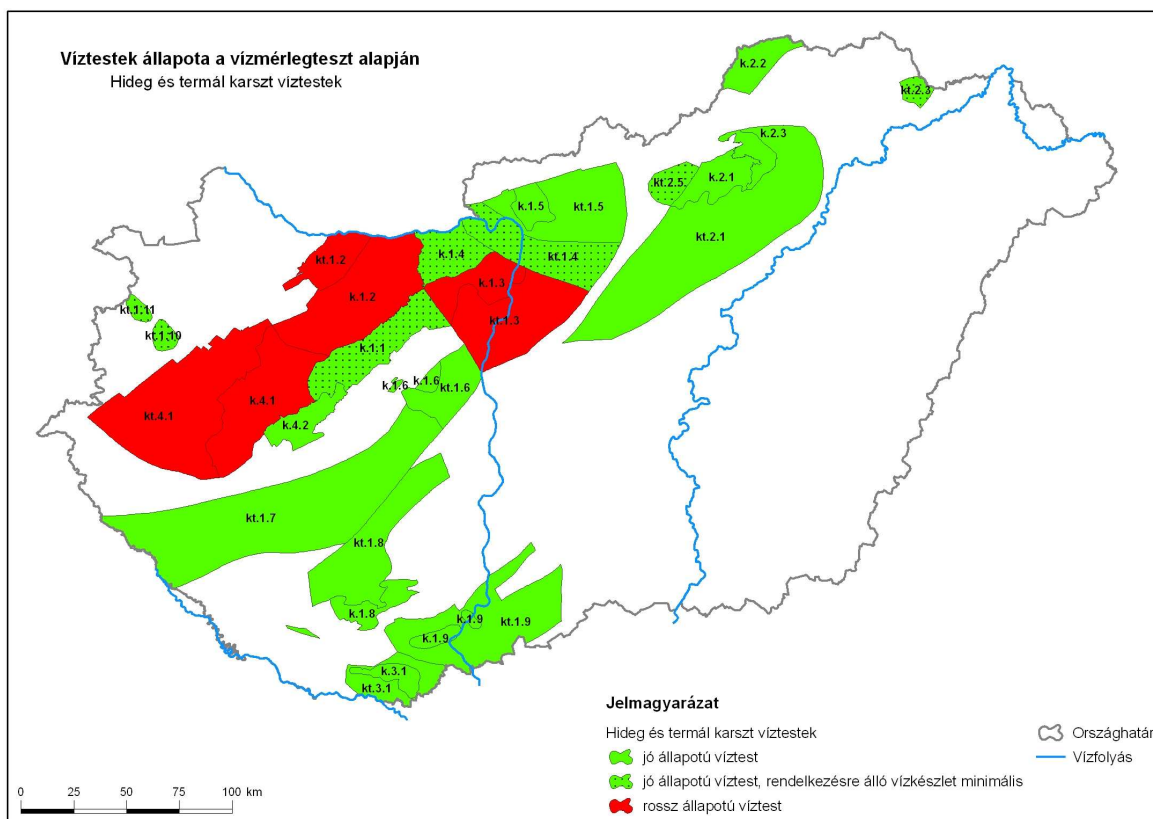 Víztestek állapota a vízmérlegteszt alapján
Hideg és termál karszt víztestek
k.2.2
kt.2.3
k.2.3
kt.2.5
k.2.1
k.1.5
kt.1.5
kt.2.1
k.1.4
kt.1.4
kt.1.2
k.1.3
k.1.2
kt.1.11
kt.1.3
kt.1.10
k.1.1
k.1.6
k.1.6
kt.1.6
k.4.1
kt.4.1
k.4.2
kt.1.7
kt.1.8
k.1.8
k.1.9
kt.1.9
k.1.9
k.3.1
kt.3.1
Jelmagyarázat
Hideg és termál karszt víztestek
jó állapotú víztest
jó állapotú víztest, rendelkezésre álló vízkészlet minimális
rossz állapotú víztest
Országhatár
Vízfolyás
0 25 50 75 100 km